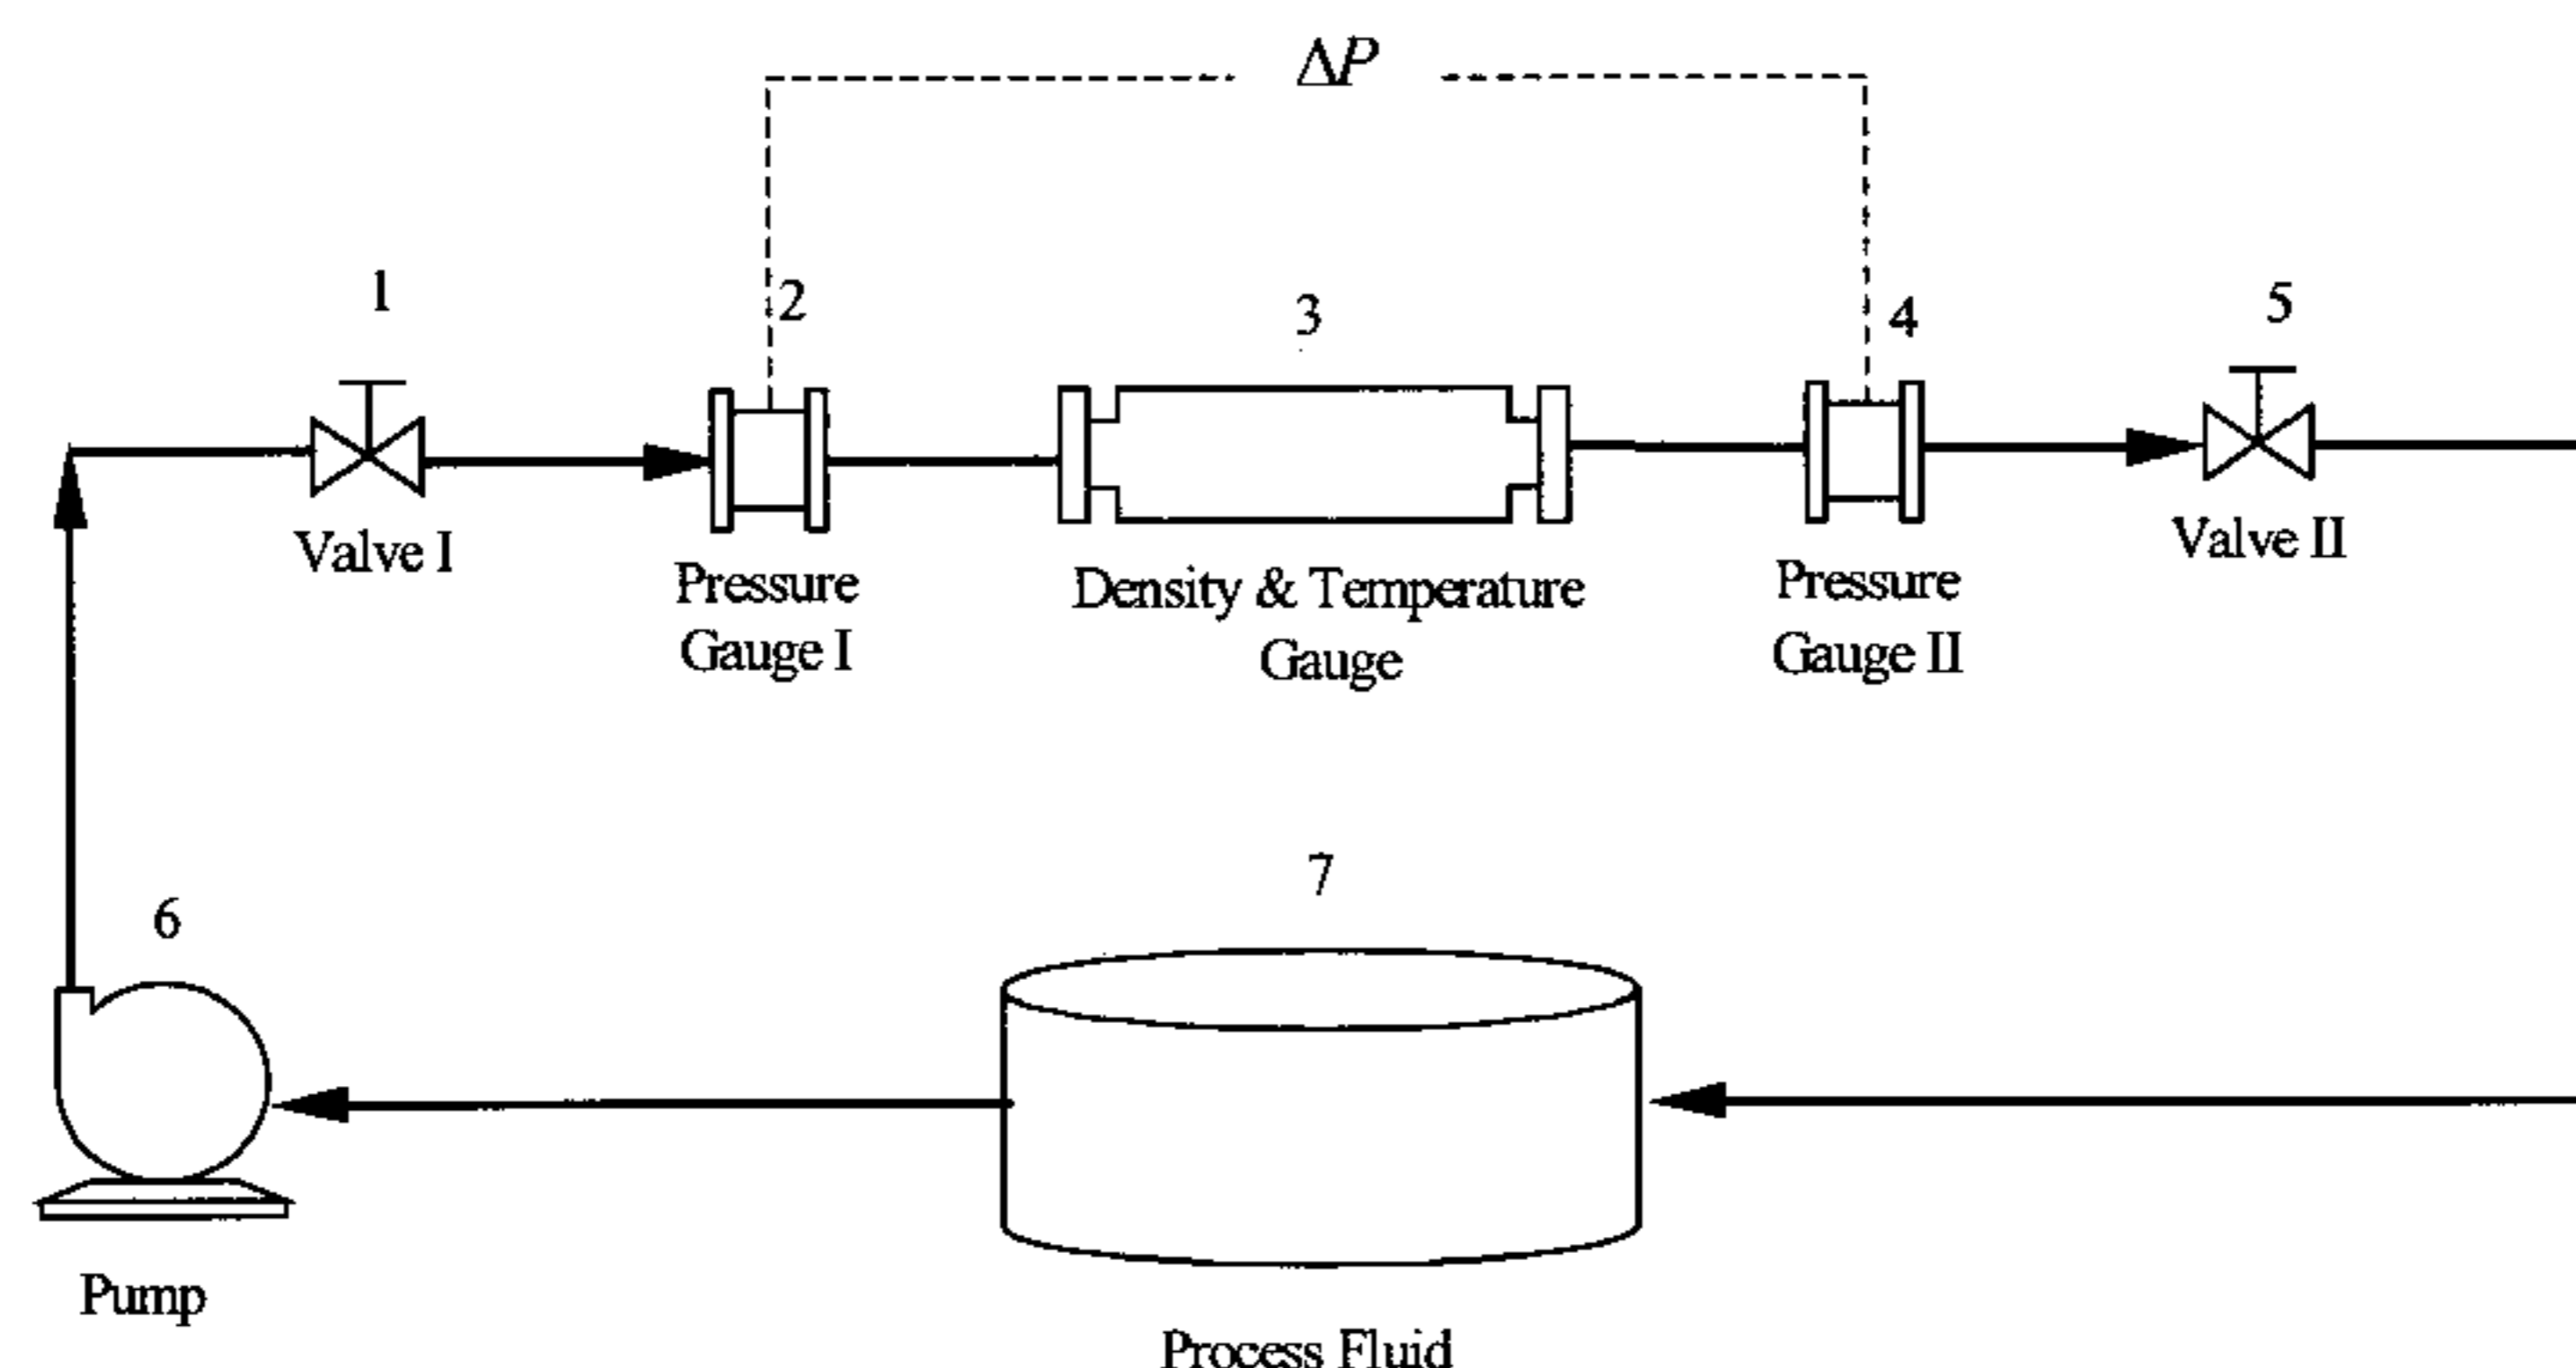 ΔP
1
2
3
4
5
Valve I
Pressure
Gauge I
Density & Temperature
Gauge
Pressure
Gauge II
Valve II
6
7
Pump
Process Fluid